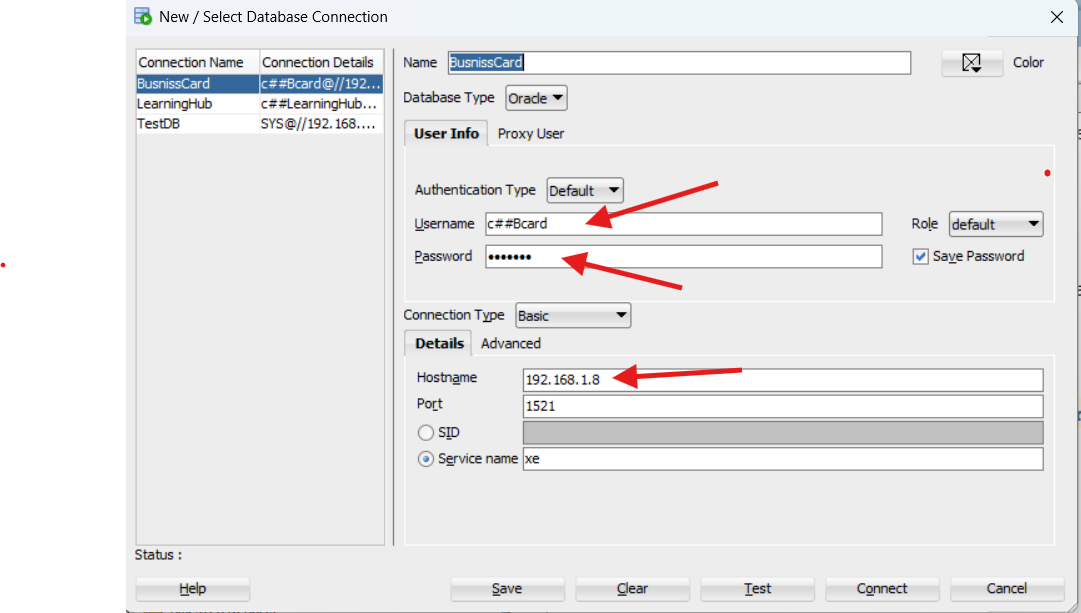 New / Select Database Connection
Connection Name Connection Details
BusnissCard c##Bcard@//192...
LearningHub c##LearningHub...
TestDB SYS@//192.168....
Name BusnissCard Color
Database Type Oracle
User Info Proxy User
Authentication Type Default
Username c##Bcard Role default
Password ••••••• Save Password
Connection Type Basic
Details Advanced
Hostname 192.168.1.8
Port 1521
SID
Service name xe
Status :
Help Save Clear Test Connect Cancel